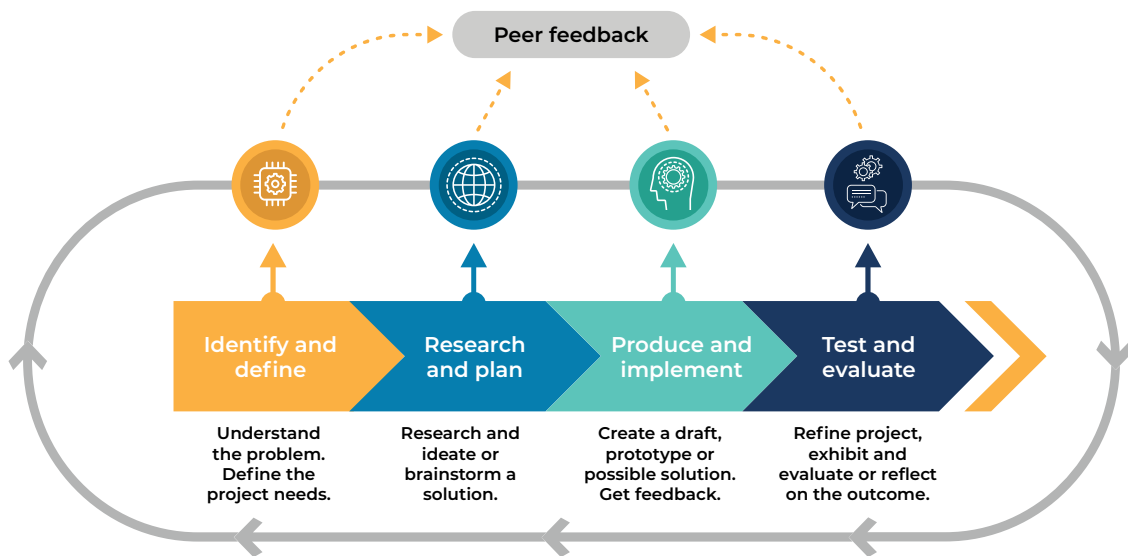 Peer feedback
Identify and
define
Research
and plan
Produce and
implement
Test and
evaluate
Understand
the problem.
Define the
project needs.
Research and
ideate or
brainstorm a
solution.
Create a draft,
prototype or
possible solution.
Get feedback.
Refine project,
exhibit and
evaluate or reflect
on the outcome.